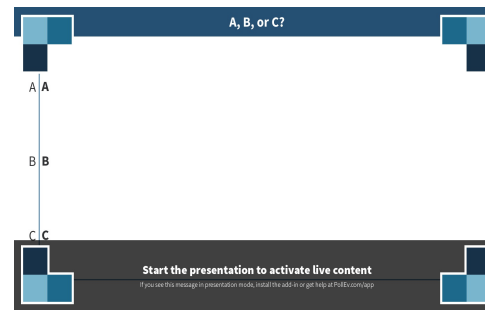 A, B, or C?
A A
B B
C C
Start the presentation to activate live content
If you see this message in presentation mode, install the add-in or get help at PollEv.com/app